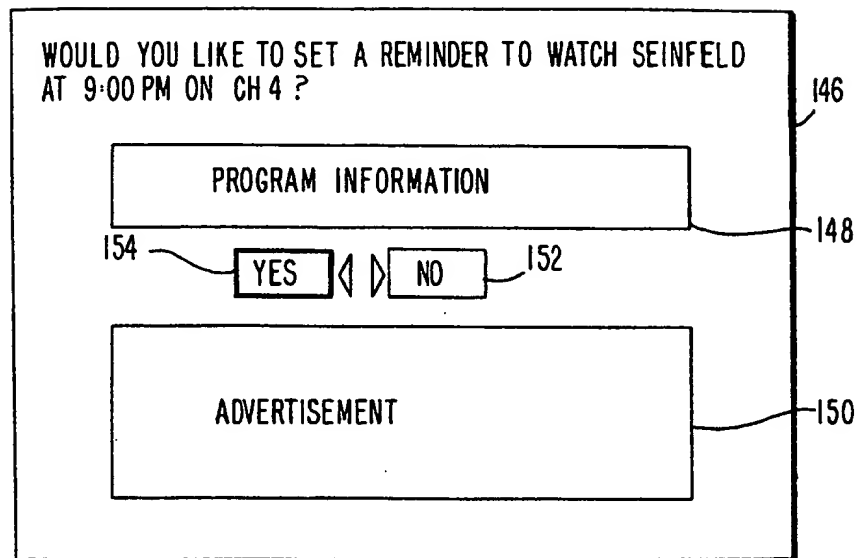 WOULD YOU LIKE TO SET A REMINDER TO WATCH SEINFELD
AT 9:00 PM ON CH 4 ?
146
PROGRAM INFORMATION
148
154
YES
NO
152
ADVERTISEMENT
150